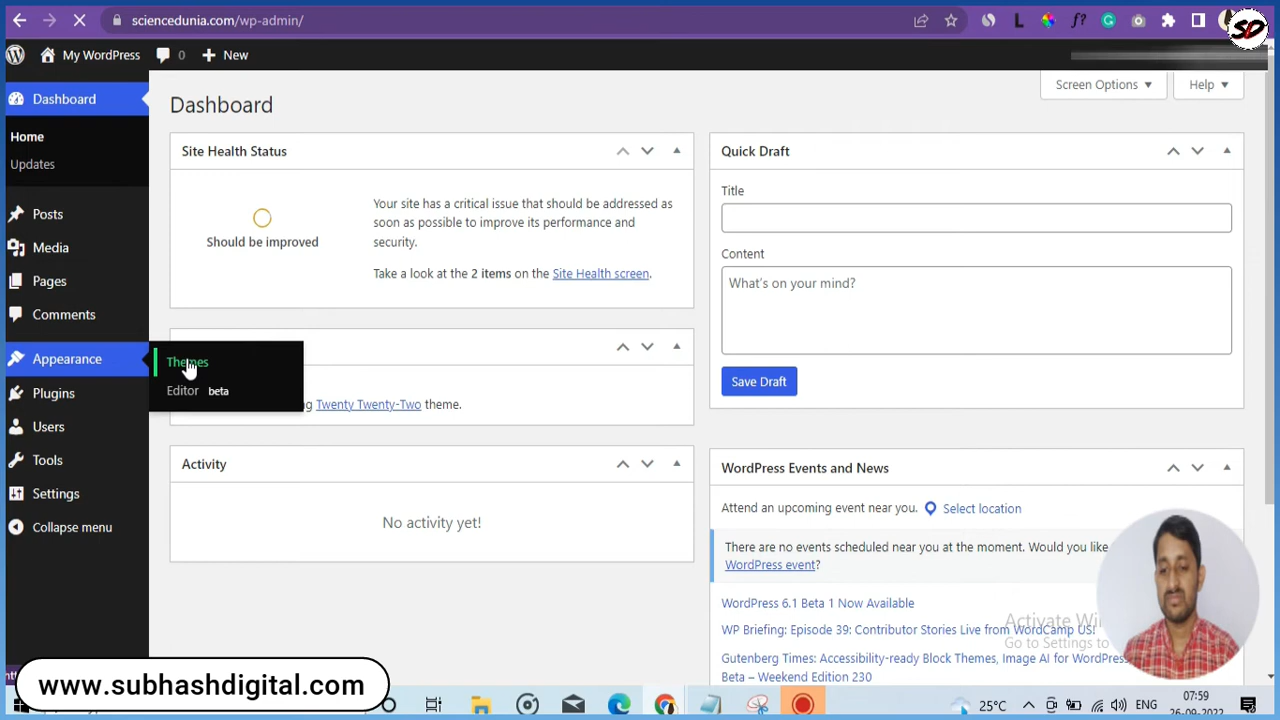 sciencedunia.com/wp-admin/
SD
My WordPress 0 New
Screen Options Help
Dashboard
Home
Updates
Posts
Media
Pages
Comments
Appearance
Themes
Editor beta
Plugins
Users
Tools
Settings
Collapse menu
Dashboard
Site Health Status
Should be improved
Your site has a critical issue that should be addressed as
soon as possible to improve its performance and
security.
Take a look at the 2 items on the Site Health screen.
Twenty Twenty-Two theme.
Activity
No activity yet!
Quick Draft
Title
Content
What's on your mind?
Save Draft
WordPress Events and News
Attend an upcoming event near you. Select location
There are no events scheduled near you at the moment. Would you like
WordPress event?
WordPress 6.1 Beta 1 Now Available
WP Briefing: Episode 39: Contributor Stories Live from WordCamp US!
Gutenberg Times: Accessibility-ready Block Themes, Image AI for WordPress
Beta – Weekend Edition 230
Activate
Go to Settings to
www.subhashdigital.com
25°C ENG 07:59
26-09-2022